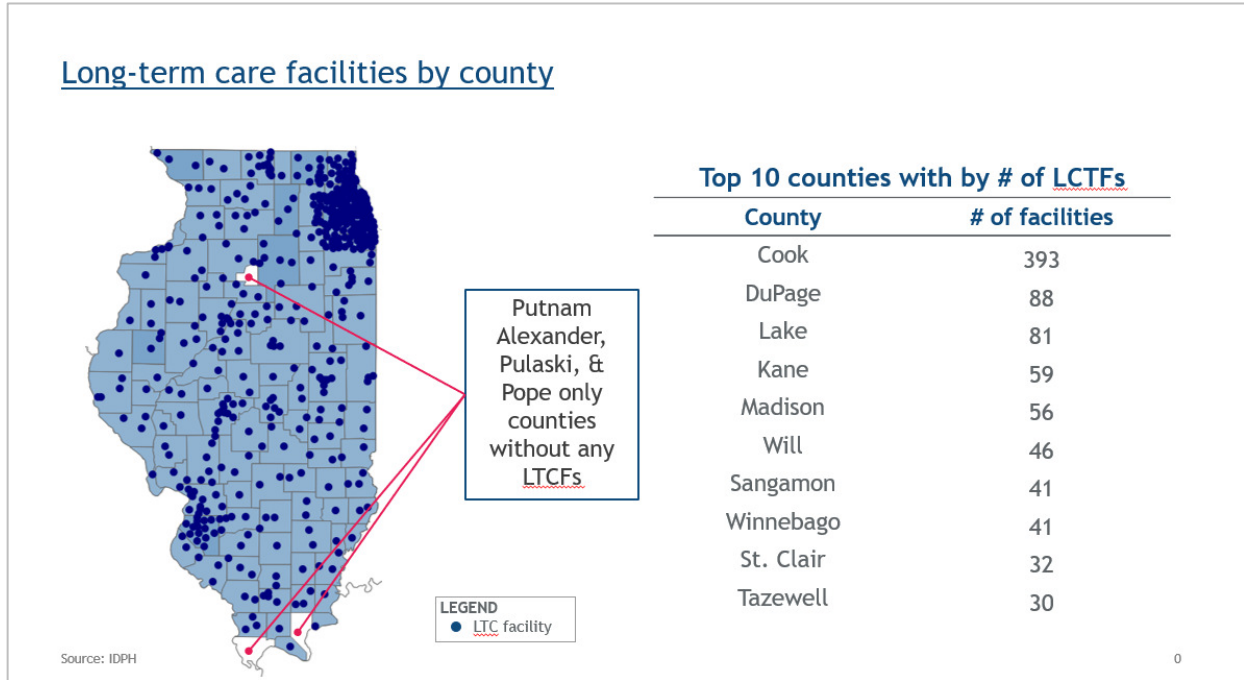 Long-term care facilities by county
Top 10 counties with by # of LCTFs
County # of facilities
Cook 393
DuPage 88
Lake 81
Kane 59
Madison 56
Will 46
Sangamon 41
Winnebago 41
St. Clair 32
Tazewell 30
Putnam
Alexander,
Pulaski, &
Pope only
counties
without any
LTCFs
LEGEND
LTC facility
Source: IDPH
0